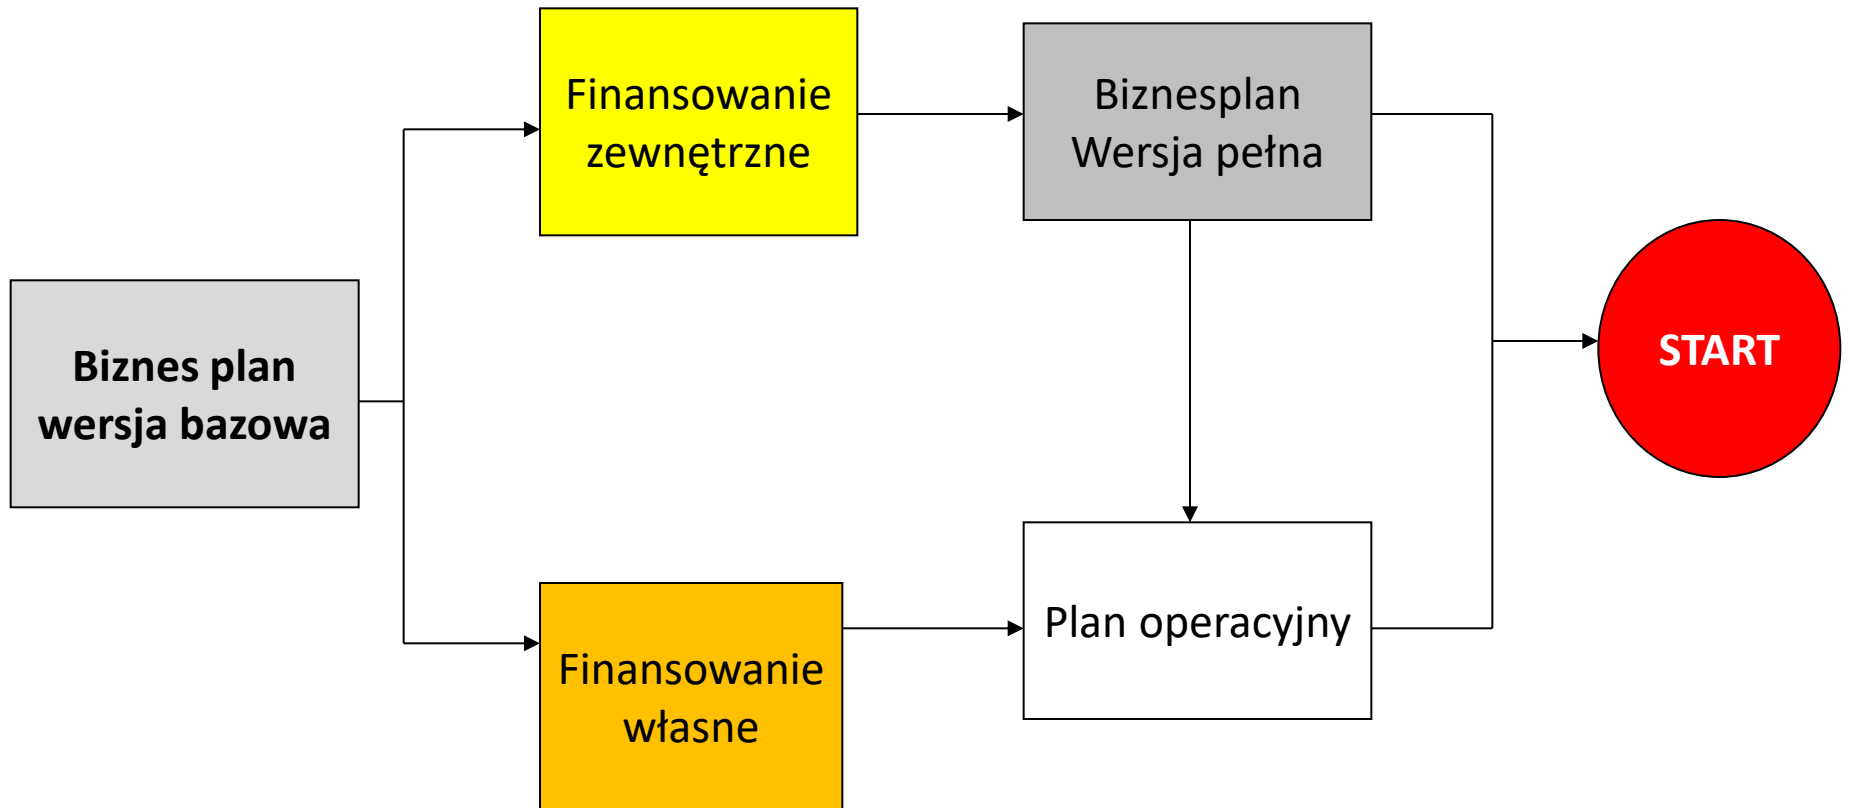 Finansowanie
zewnętrzne
Biznesplan
Wersja pełna
Biznes plan
wersja bazowa
START
Finansowanie
własne
Plan operacyjny